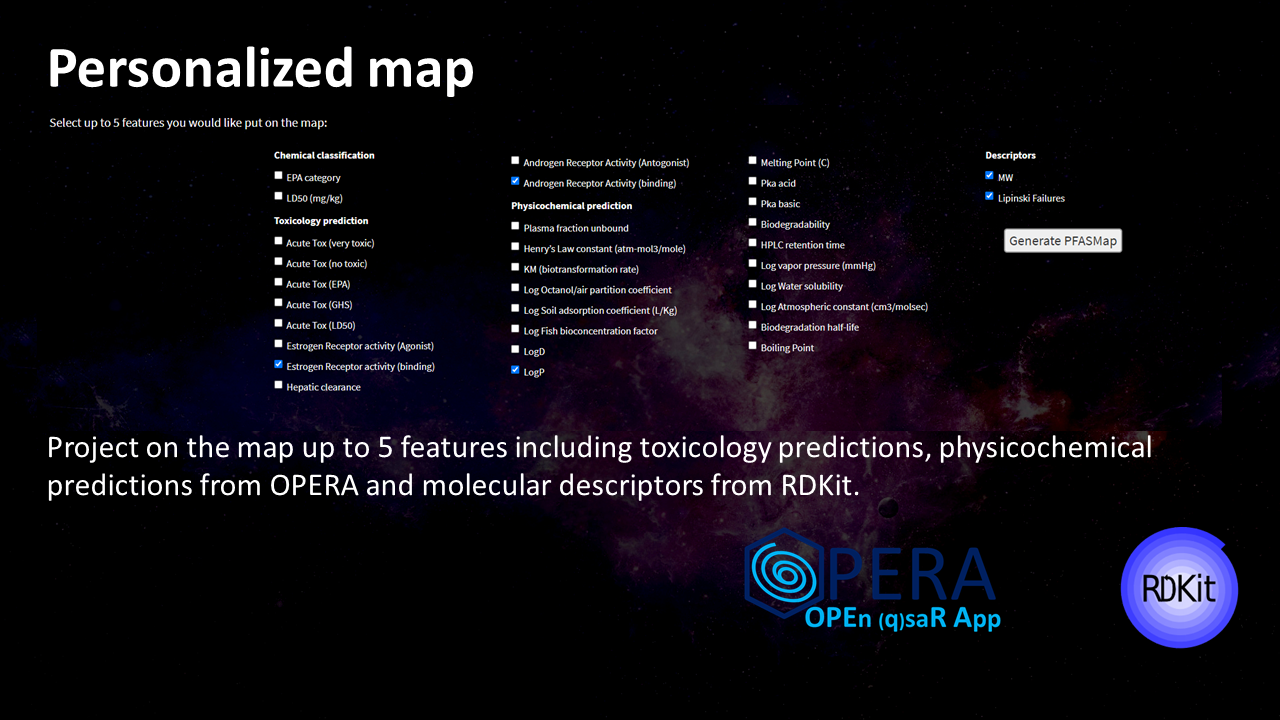 Personalized map
Select up to 5 features you would like put on the map:
Chemical classification
EPA category
LD50 (mg/kg)
Toxicology prediction
Acute Tox (very toxic)
Acute Tox (no toxic)
Acute Tox (EPA)
Acute Tox (GHS)
Acute Tox (LD50)
Estrogen Receptor activity (Agonist)
Estrogen Receptor activity (binding)
Hepatic clearance
Androgen Receptor Activity (Antogonist)
Androgen Receptor Activity (binding)
Physicochemical prediction
Plasma fraction unbound
Henry's Law constant (atm-mol3/mole)
KM (biotransformation rate)
Log Octanol/air partition coefficient
Log Soil adsorption coefficient (L/Kg)
Log Fish bioconcentration factor
LogD
LogP
Melting Point (C)
Pka acid
Pka basic
Biodegradability
HPLC retention time
Log vapor pressure (mmHg)
Log Water solubility
Log Atmospheric constant (cm3/molsec)
Biodegradation half-life
Boiling Point
Descriptors
MW
Lipinski Failures
Generate PFASMap
Project on the map up to 5 features including toxicology predictions, physicochemical
predictions from OPERA and molecular descriptors from RDKit.
OPERA
OPEn (q)saR App
RDKit